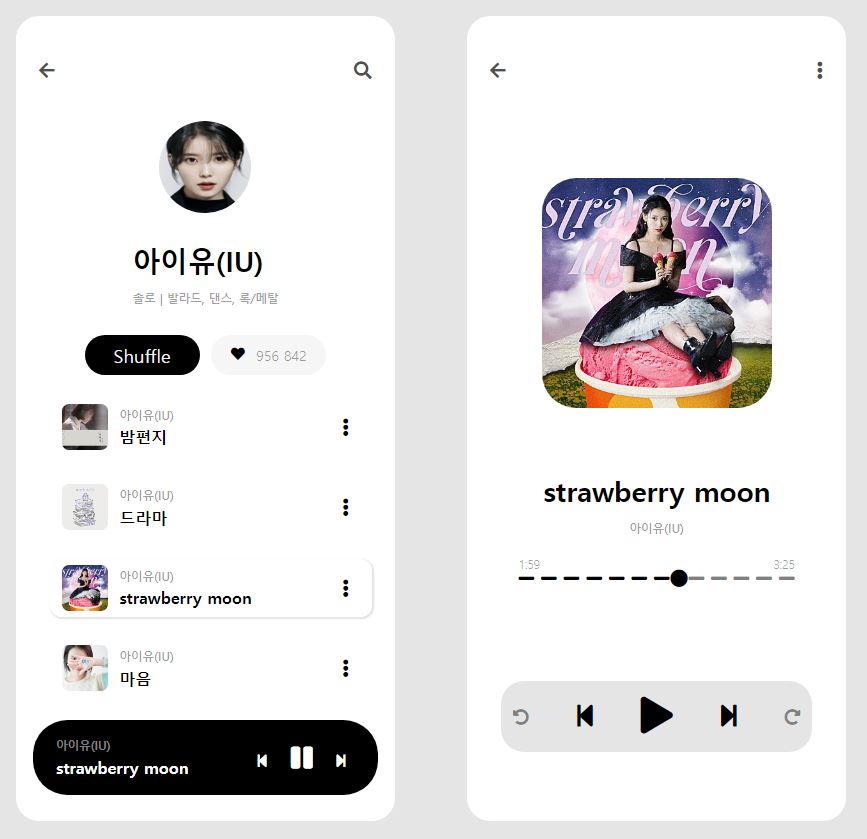 아이유(IU)
솔로 | 발라드, 댄스, 록/메탈
Shuffle
956 842
아이유(IU)
밤편지
아이유(IU)
드라마
아이유(IU)
strawberry moon
아이유(IU)
마음
아이유(IU)
strawberry moon
strawberry
moon
strawberry moon
아이유(IU)
1:59
3:25